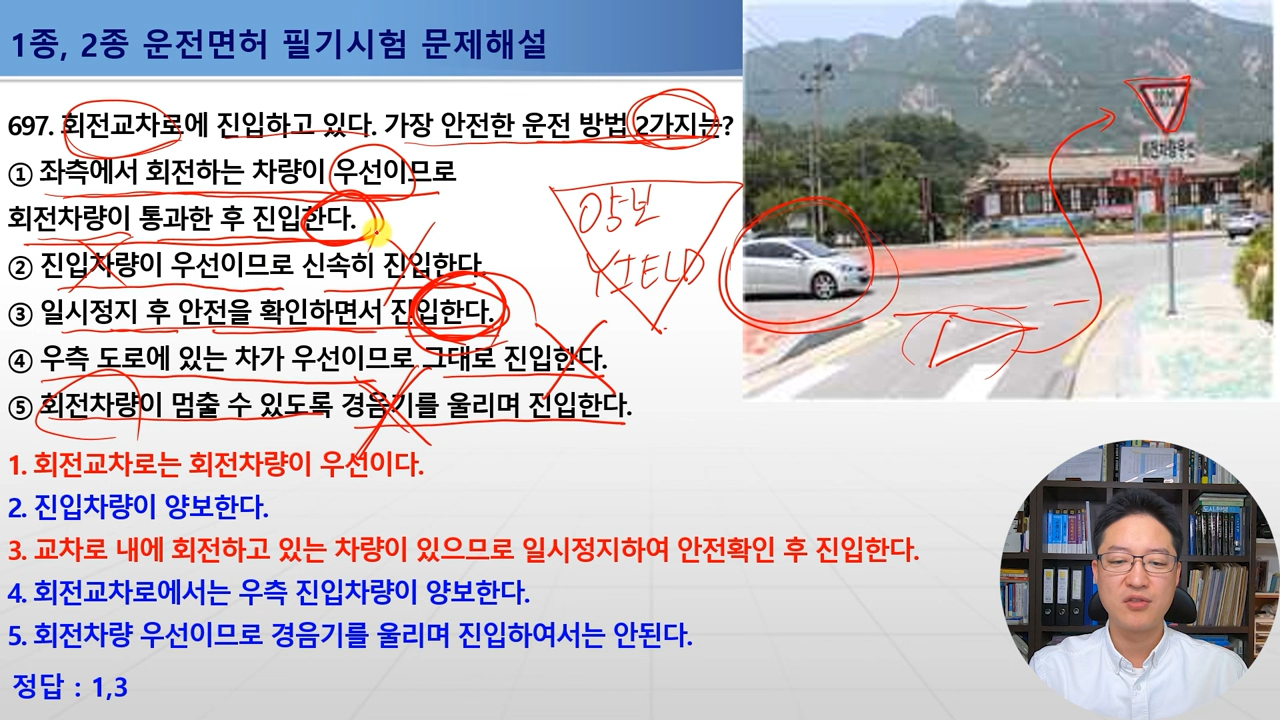 1종, 2종 운전면허 필기시험 문제해설
697. 회전교차로에 진입하고 있다. 가장 안전한 운전 방법 2가지는?
① 좌측에서 회전하는 차량이 우선이므로
회전차량이 통과한 후 진입한다.
② 진입차량이 우선이므로 신속히 진입한다.
③ 일시정지 후 안전을 확인하면서 진입한다.
④ 우측 도로에 있는 차가 우선이므로 그대로 진입한다.
⑤ 회전차량이 멈출 수 있도록 경음기를 울리며 진입한다.
양보
YIELD
회전차량우선
1. 회전교차로는 회전차량이 우선이다.
2. 진입차량이 양보한다.
3. 교차로 내에 회전하고 있는 차량이 있으므로 일시정지하여 안전확인 후 진입한다.
4. 회전교차로에서는 우측 진입차량이 양보한다.
5. 회전차량 우선이므로 경음기를 울리며 진입하여서는 안된다.
정답 : 1,3